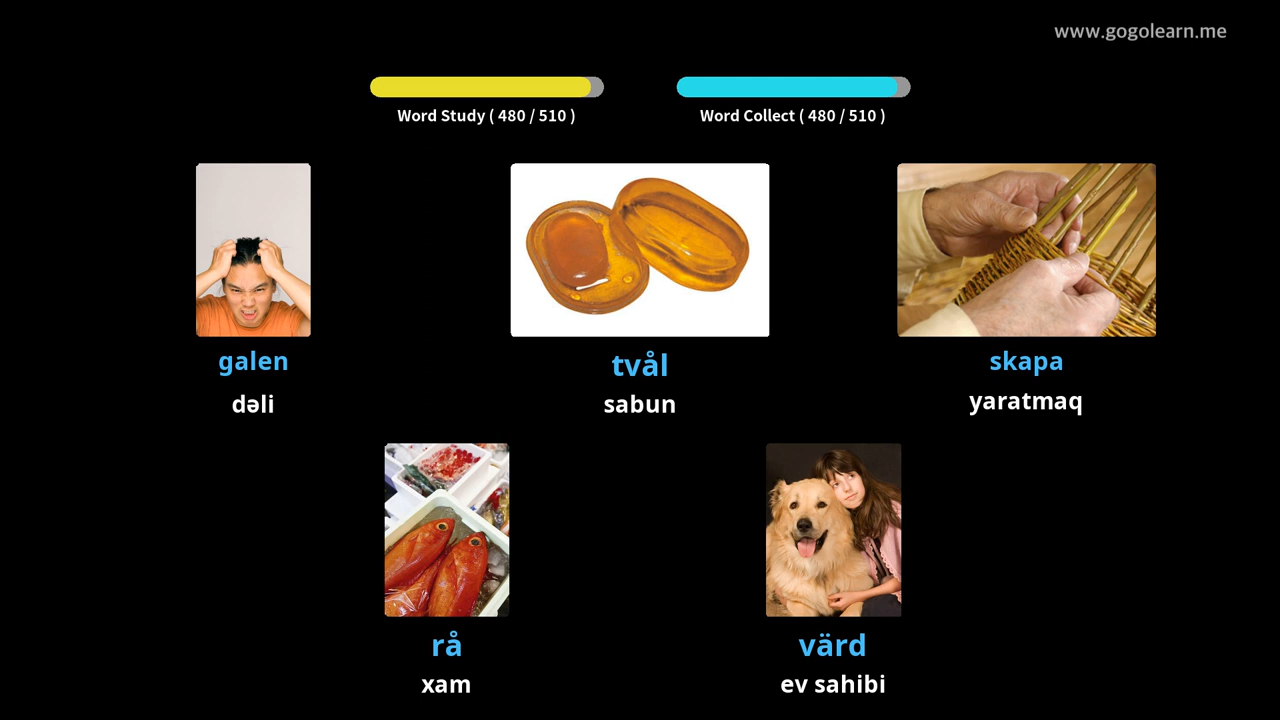 www.gogolearn.me
Word Study ( 480 / 510 )
Word Collect ( 480 / 510 )
galen
dəli
tvål
sabun
skapa
yaratmaq
rå
xam
värd
ev sahibi